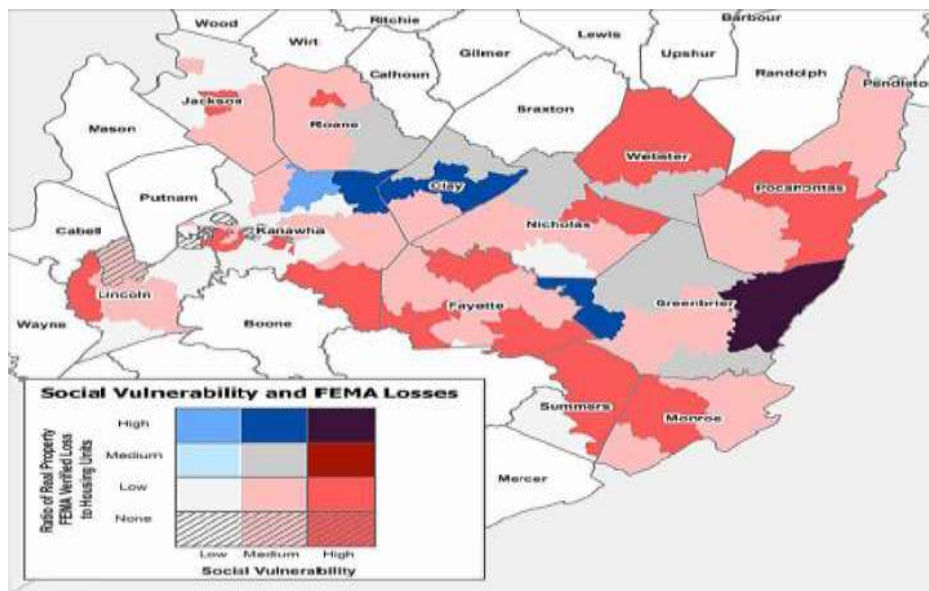 Wood
Ritchie
Barbour
Wirt
Lewis
Gilmer
Upshur
Calhoun
Randolph
Pendleton
Jackson
Braxton
Roane
Mason
Webster
Clay
Pocahontas
Putnam
Nicholas
Cabell
Kanawha
Lincoln
Greenbrier
Fayette
Wayne
Boone
Summers
Monroe
Mercer
Social Vulnerability and FEMA Losses
High
Medium
Low
None
Ratio of Real Property
FEMA Verified Loss
to Housing Units
Low Medium High
Social Vulnerability